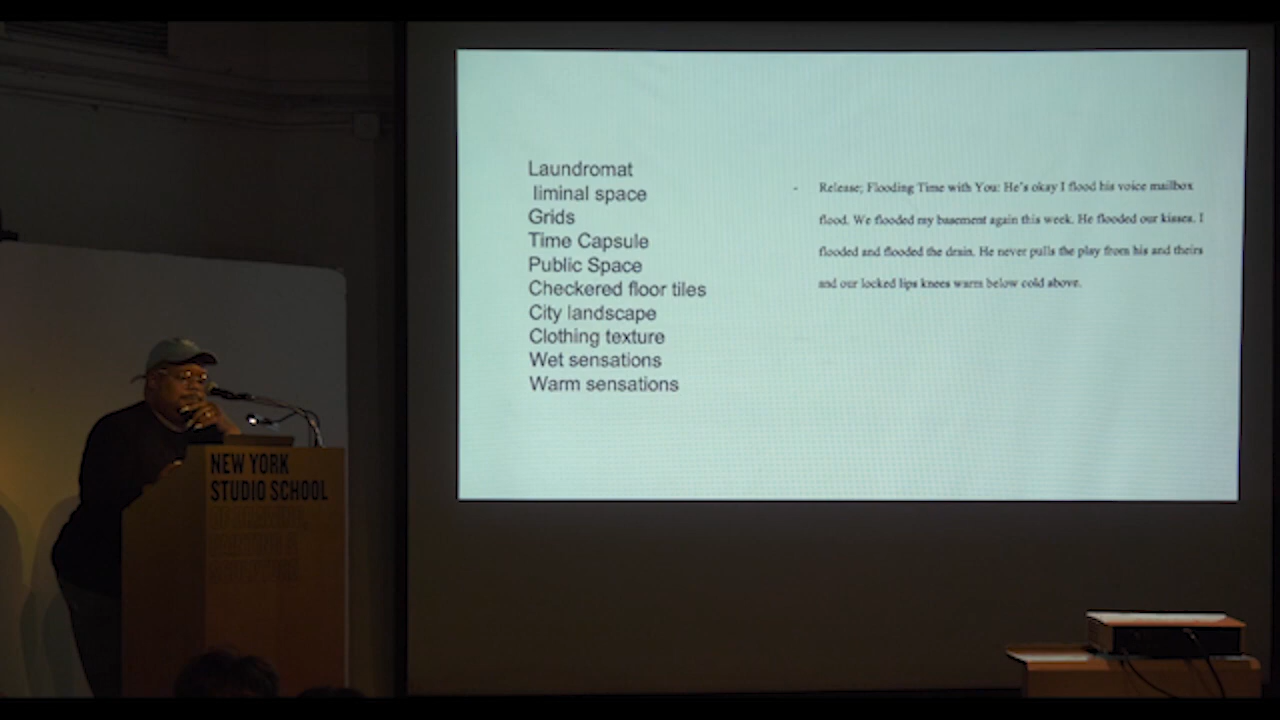 Laundromat
liminal space
Grids
Time Capsule
Public Space
Checkered floor tiles
City landscape
Clothing texture
Wet sensations
Warm sensations
- Release; Flooding Time with You: He's okay I flood his voice mailbox
flood. We flooded my basement again this week. He flooded our kisses. I
flooded and flooded the drain. He never pulls the play from his and theirs
and our locked lips knees warm below cold above.
NEW YORK
STUDIO SCHOOL